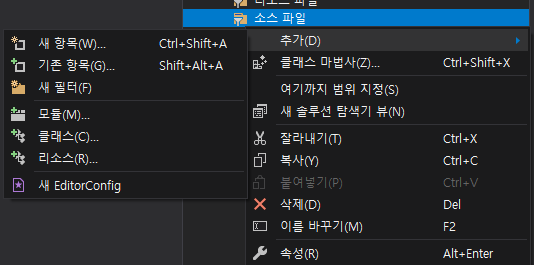 리소스 파일
소스 파일
추가(D)
클래스 마법사(Z)... Ctrl+Shift+X
여기까지 범위 지정(S)
새 솔루션 탐색기 뷰(N)
잘라내기(T) Ctrl+X
복사(Y) Ctrl+C
붙여넣기(P) Ctrl+V
삭제(D) Del
이름 바꾸기(M) F2
속성(R) Alt+Enter
새 항목(W)... Ctrl+Shift+A
기존 항목(G)... Shift+Alt+A
새 필터(F)
모듈(M)...
클래스(C)...
리소스(R)...
새 EditorConfig